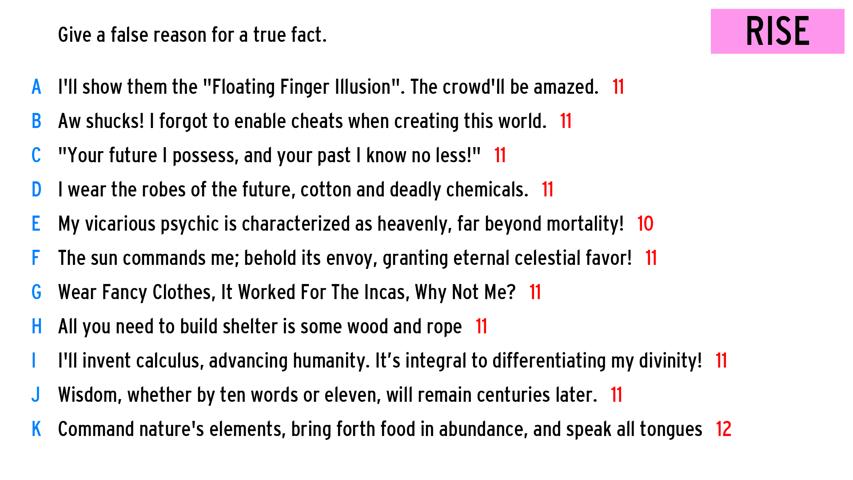 Give a false reason for a true fact.
RISE
A I'll show them the "Floating Finger Illusion". The crowd'll be amazed. 11
B Aw shucks! I forgot to enable cheats when creating this world. 11
C "Your future I possess, and your past I know no less!" 11
D I wear the robes of the future, cotton and deadly chemicals. 11
E My vicarious psychic is characterized as heavenly, far beyond mortality! 10
F The sun commands me; behold its envoy, granting eternal celestial favor! 11
G Wear Fancy Clothes, It Worked For The Incas, Why Not Me? 11
H All you need to build shelter is some wood and rope 11
I I'll invent calculus, advancing humanity. It’s integral to differentiating my divinity! 11
J Wisdom, whether by ten words or eleven, will remain centuries later. 11
K Command nature's elements, bring forth food in abundance, and speak all tongues 12